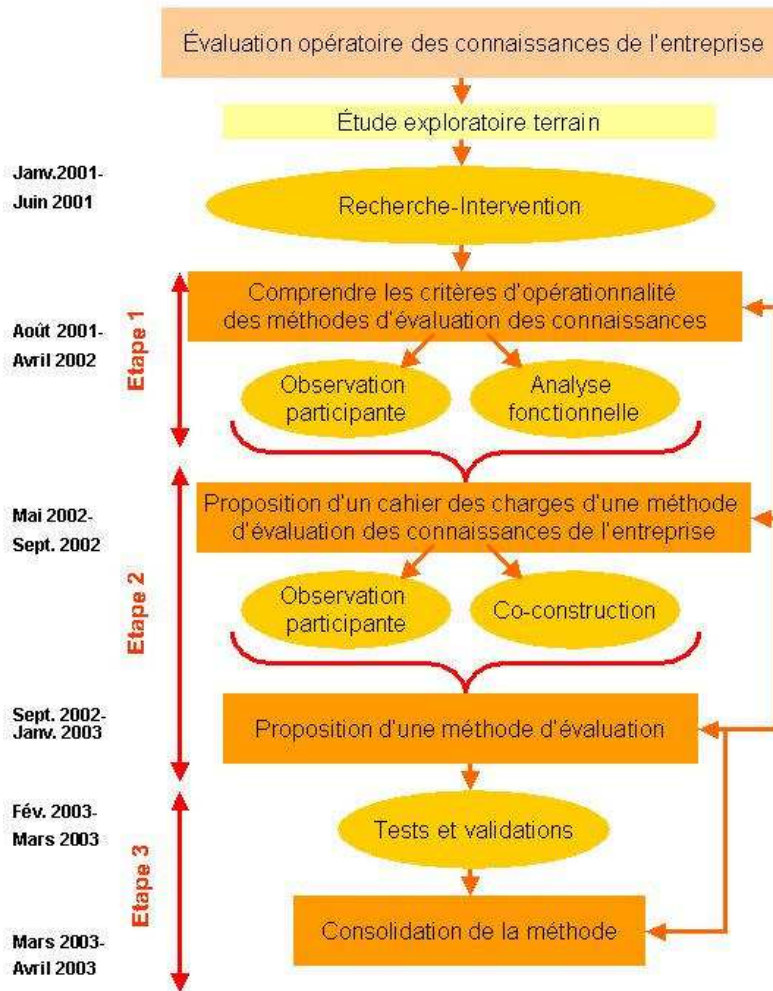 Évaluation opératoire des connaissances de l'entreprise
Étude exploratoire terrain
Janv.2001-
Juin 2001
Recherche-Intervention
Etape 1
Août 2001-
Avril 2002
Comprendre les critères d'opérationnalité
des méthodes d'évaluation des connaissances
Observation
participante
Analyse
fonctionnelle
Etape 2
Mai 2002-
Sept. 2002
Proposition d'un cahier des charges d'une méthode
d'évaluation des connaissances de l'entreprise
Observation
participante
Co-construction
Sept. 2002-
Janv. 2003
Proposition d'une méthode d'évaluation
Etape 3
Fév. 2003-
Mars 2003
Tests et validations
Mars 2003-
Avril 2003
Consolidation de la méthode